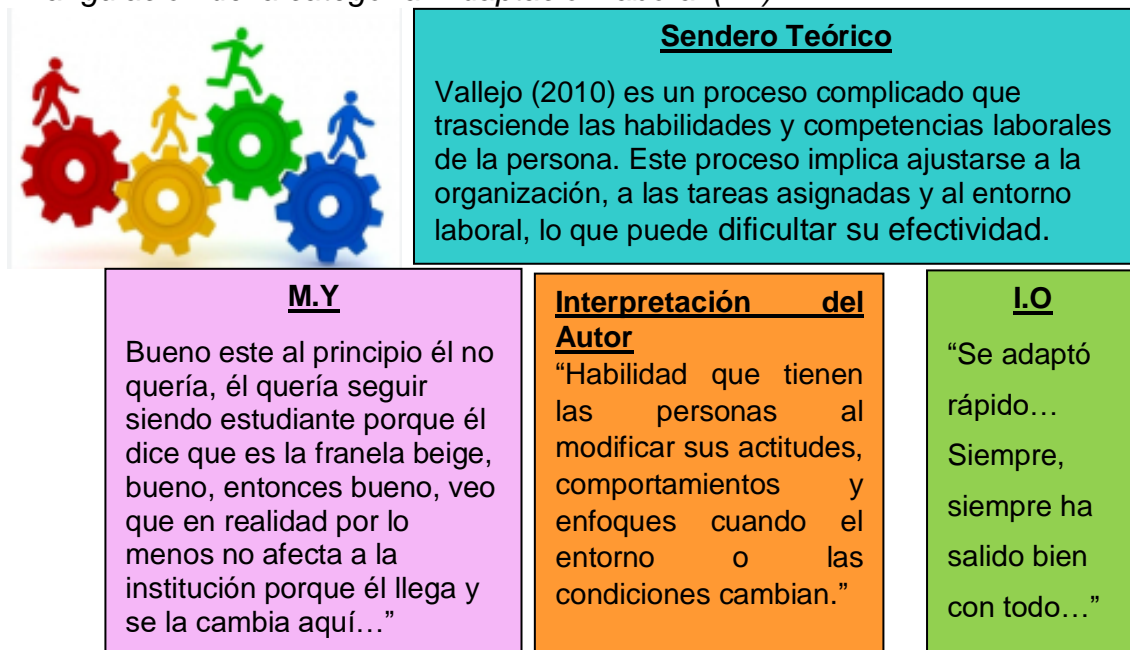 Sendero Teórico
Vallejo (2010) es un proceso complicado que
trasciende las habilidades y competencias laborales
de la persona. Este proceso implica ajustarse a la
organización, a las tareas asignadas y al entorno
laboral, lo que puede dificultar su efectividad.
M.Y
Bueno este al principio él no
quería, él quería seguir
siendo estudiante porque él
dice que es la franela beige,
bueno, entonces bueno, veo
que en realidad por lo
menos no afecta a la
institución porque él llega y
se la cambia aquí…”
Interpretación del
Autor
“Habilidad que tienen
las personas al
modificar sus actitudes,
comportamientos y
enfoques cuando el
entorno o las
condiciones cambian.”
I.O
“Se adaptó
rápido…
Siempre,
siempre ha
salido bien
con todo…”